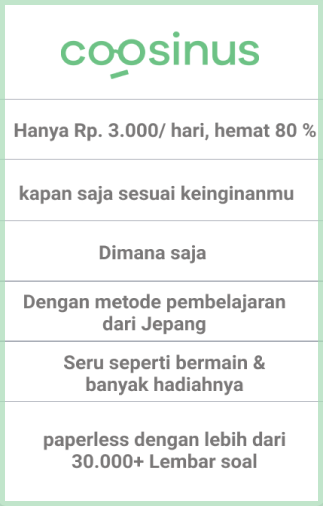 cosinus
Hanya Rp. 3.000/ hari, hemat 80 %
kapan saja sesuai keinginanmu
Dimana saja
Dengan metode pembelajaran
dari Jepang
Seru seperti bermain &
banyak hadiahnya
paperless dengan lebih dari
30.000+ Lembar soal